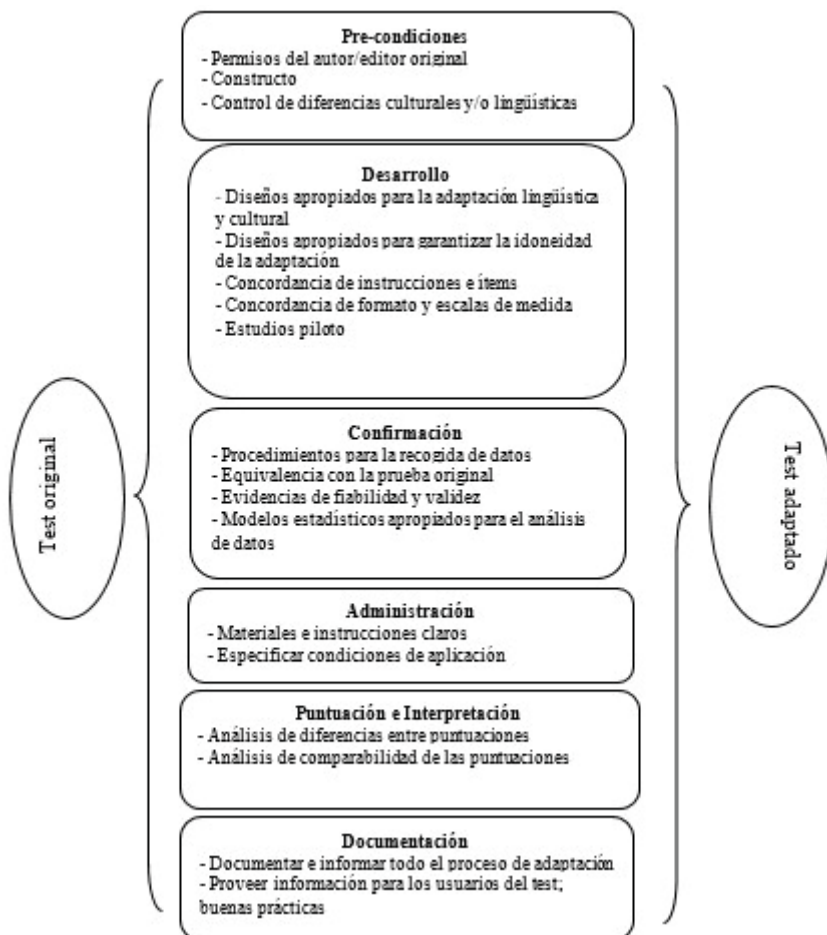 Pre-condiciones
- Permisos del autor/editor original
- Constructo
- Control de diferencias culturales y/o lingüísticas
Desarrollo
- Diseños apropiados para la adaptación lingüística
y cultural
- Diseños apropiados para garantizar la idoneidad
de la adaptación
- Concordancia de instrucciones e ítems
- Concordancia de formato y escalas de medida
- Estudios piloto
Test original
Confirmación
- Procedimientos para la recogida de datos
- Equivalencia con la prueba original
- Evidencias de fiabilidad y validez
- Modelos estadísticos apropiados para el análisis
de datos
Test adaptado
Administración
- Materiales e instrucciones claros
- Especificar condiciones de aplicación
Puntuación e Interpretación
- Análisis de diferencias entre puntuaciones
- Análisis de comparabilidad de las puntuaciones
Documentación
- Documentar e informar todo el proceso de adaptación
- Proveer información para los usuarios del test;
buenas prácticas